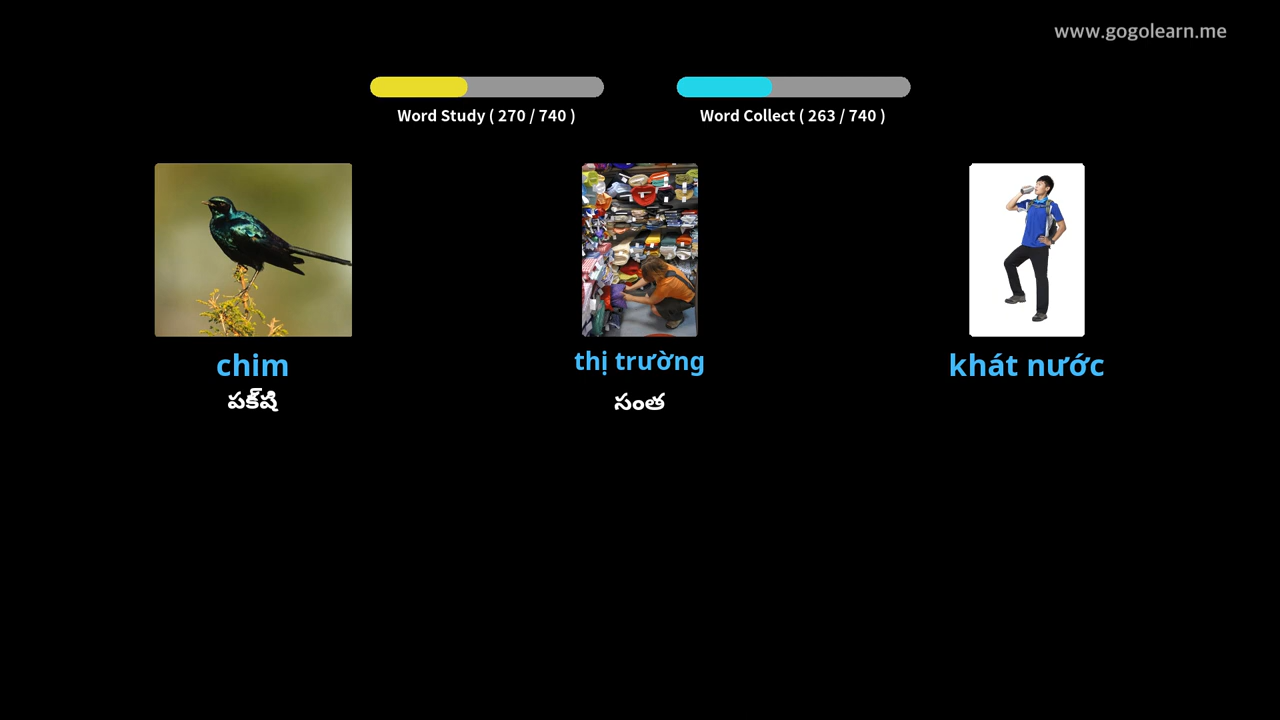 www.gogolearn.me
Word Study ( 270 / 740 )
Word Collect ( 263 / 740 )
chim
thị trường
khát nước
పక్‌షి
సంత